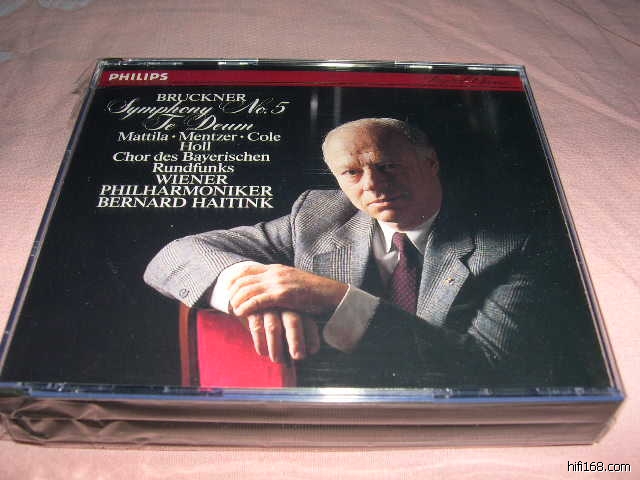 PHILIPS
BRUCKNER
Symphony No. 5
Te Deum
Mattila · Mentzer · Cole
Holl
Chor des Bayerischen
Rundfunks
WIENER
PHILHARMONIKER
BERNARD HAITINK
hifi168.com